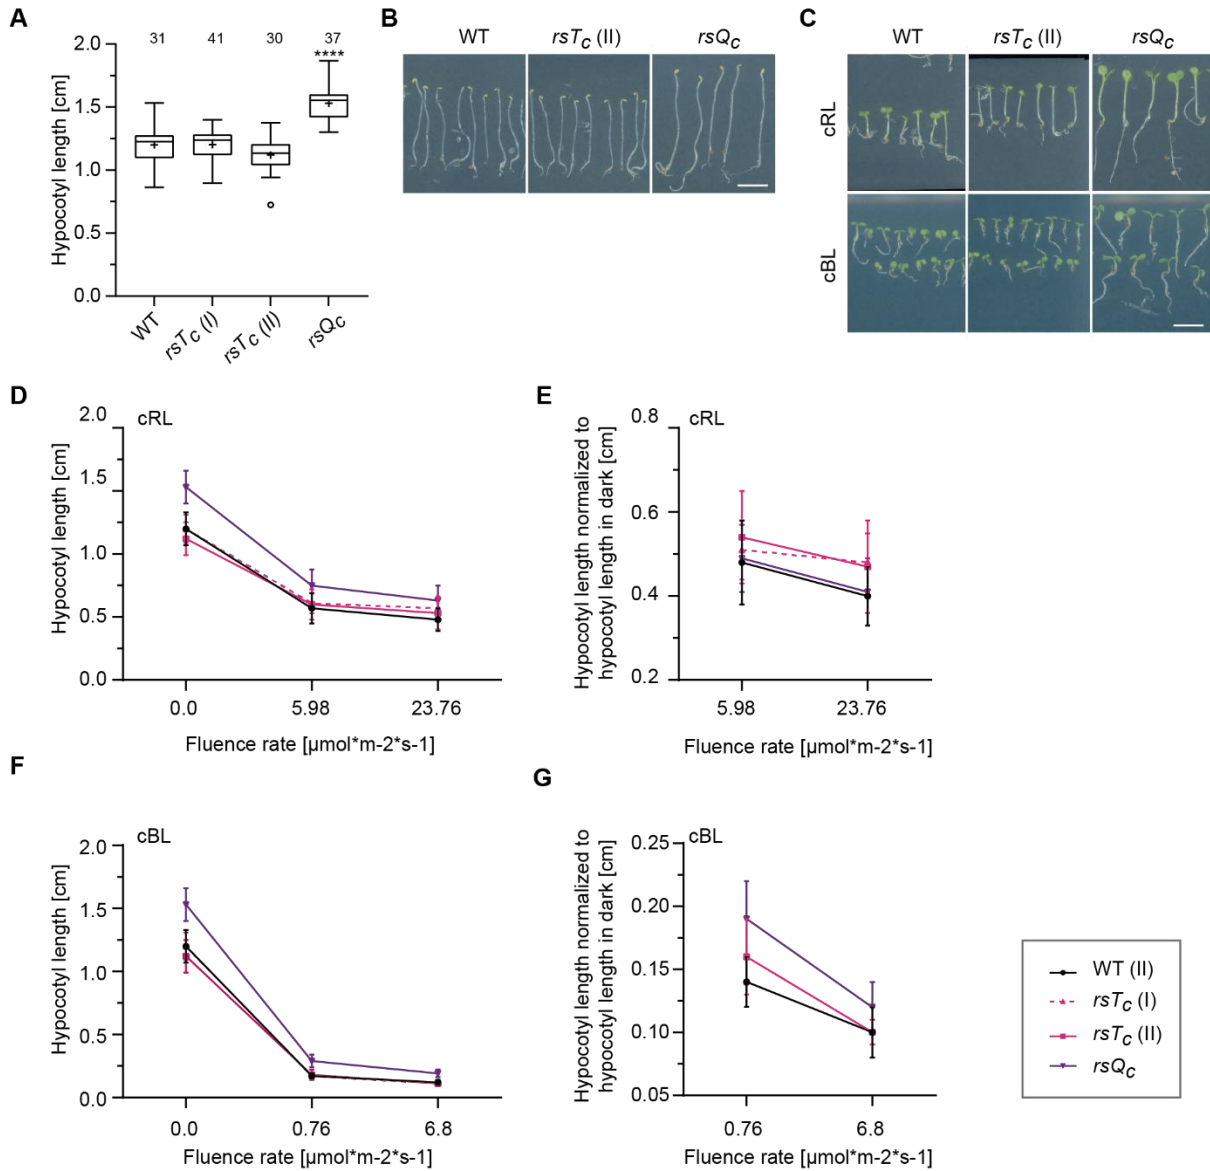 A
31 41 30 37
****
Hypocotyl length [cm]
2.0
1.5
1.0
0.5
0.0
WT
rsTC (I)
rsTC (II)
rsQC
B
WT rsTC (II) rsQC
C
WT rsTC (II) rsQC
cRL
cBL
D
cRL
Hypocotyl length [cm]
2.0
1.5
1.0
0.5
0.0
0.0 5.98 23.76
Fluence rate [µmol*m-2*s-1]
E
cRL
Hypocotyl length normalized to
hypocotyl length in dark [cm]
0.8
0.6
0.4
0.2
5.98 23.76
Fluence rate [µmol*m-2*s-1]
F
cBL
Hypocotyl length [cm]
2.0
1.5
1.0
0.5
0.0
0.0 0.76 6.8
Fluence rate [µmol*m-2*s-1]
G
cBL
Hypocotyl length normalized to
hypocotyl length in dark [cm]
0.25
0.20
0.15
0.10
0.05
0.76 6.8
Fluence rate [µmol*m-2*s-1]
WT (II)
rsTC (I)
rsTC (II)
rsQC